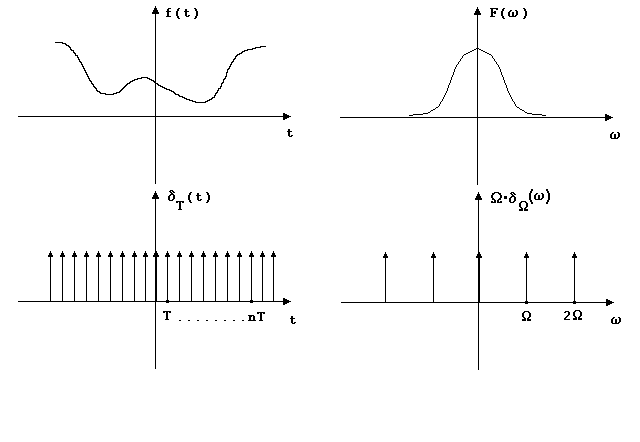 f(t)
F(ω)
t
ω
δT(t)
Ω·δΩ(ω)
T ........ nT
t
Ω
2Ω
ω